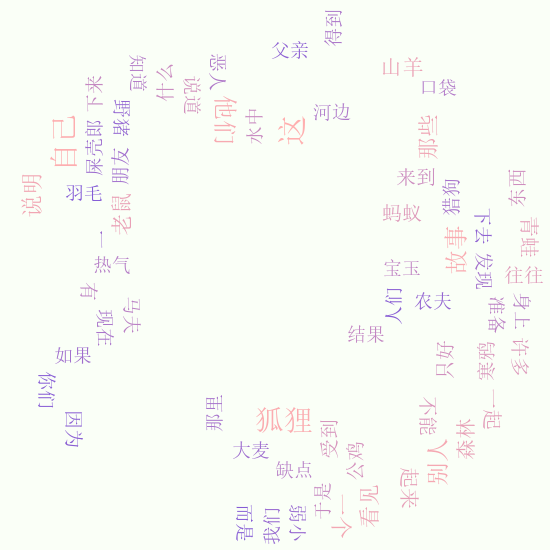 得到
父亲
山羊
恶人
什么
知道
说道
口袋
下来
他们
水中
河边
这
野猪
屎壳郎
自己
朋友
那些
来到
猎狗
东西
说明
羽毛
老鼠
蚂蚁
下去
青蛙
一
故事
热气
宝玉
发现
往往
有
马夫
现在
人们
农夫
准备
身上
结果
如果
只好
寒鸦
许多
你们
因为
那里
狐狸
不能
一起
大麦
受到
公鸡
别人
森林
缺点
起来
于是
看见
而是
我们
弱小
一个